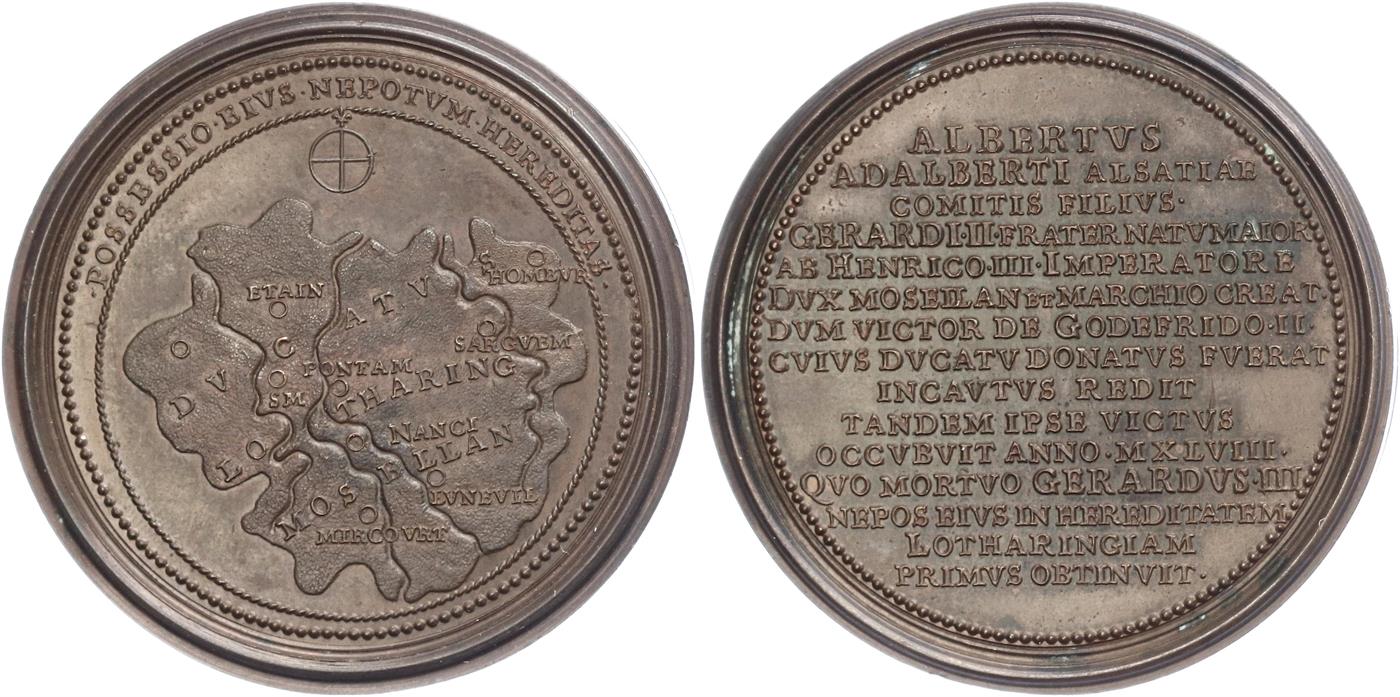 ·POSSESSIO·EIVS·NEPOTVM·HEREDITAS·
HOMBVR
ETAIN
DVC
ATV
S
SARGVEM
PONTAM
SM
LOTHARING
NANCI
MOSELLAN
LVNEVIL
MIRCOVRT
ALBERTVS
ADALBERTI ALSATIAE
COMITIS FILIVS·
GERARDI·II·FRATER NATV MAIOR
AB HENRICO·III·IMPERATORE
DVX MOSELLAN ET MARCHIO CREAT·
DVM VICTOR DE GODEFRIDO·II·
CVIVS DVCATV DONATVS FVERAT
INCAVTVS REDIT
TANDEM IPSE VICTVS
OCCVBVIT ANNO·MXLVIII·
QVO MORTVO GERARDVS·III
NEPOS EIVS IN HEREDITATEM
LOTHARINGIAM
PRIMVS OBTINVIT·